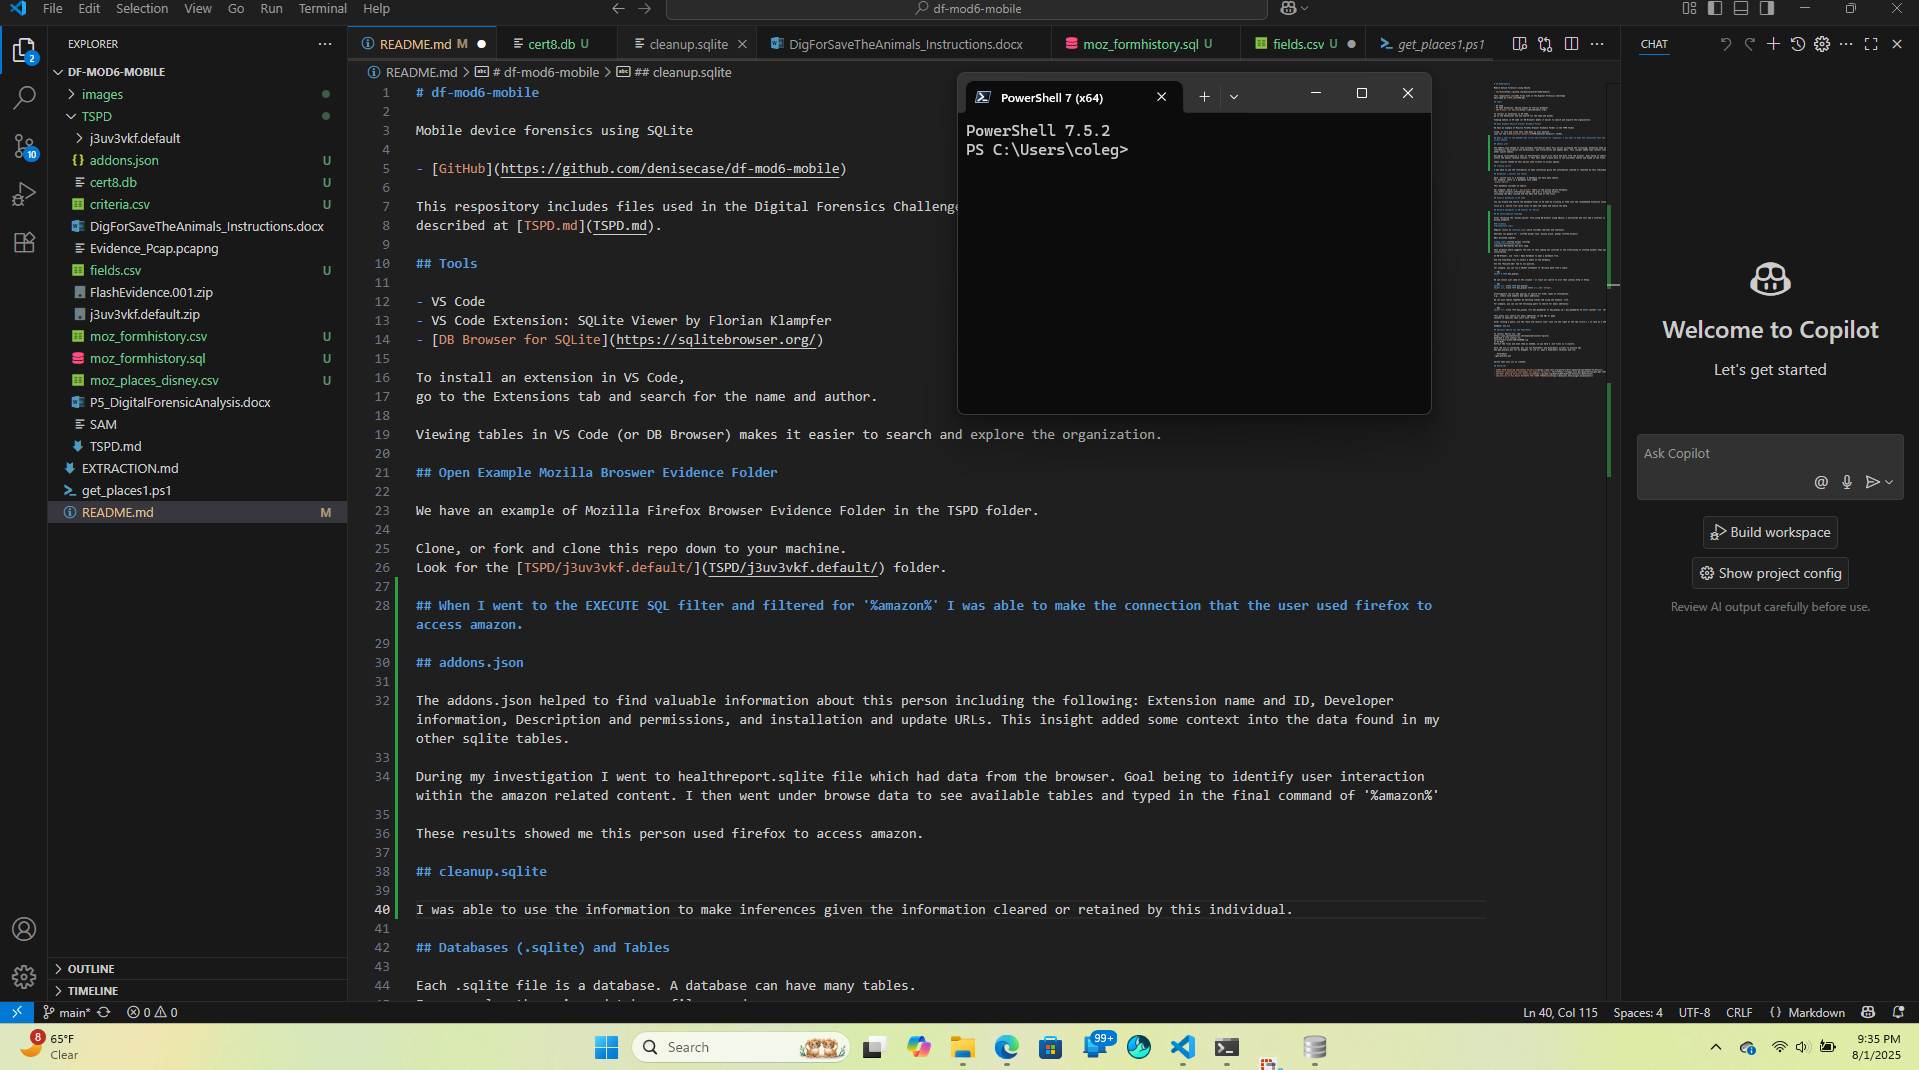 File Edit Selection View Go Run Terminal Help
df-mod6-mobile
EXPLORER
DF-MOD6-MOBILE
images
TSPD
j3uv3vkf.default
addons.json U
cert8.db U
criteria.csv U
DigForSaveTheAnimals_Instructions.docx
Evidence_Pcap.pcapng
fields.csv U
FlashEvidence.001.zip
j3uv3vkf.default.zip
moz_formhistory.csv U
moz_formhistory.sql U
moz_places_disney.csv U
P5_DigitalForensicAnalysis.docx
SAM
TSPD.md
EXTRACTION.md
get_places1.ps1
README.md M
OUTLINE
TIMELINE
README.md M cert8.db U cleanup.sqlite DigForSaveTheAnimals_Instructions.docx moz_formhistory.sql U fields.csv U get_places1.ps1
README.md > # df-mod6-mobile > ## cleanup.sqlite
1 # df-mod6-mobile
2
3 Mobile device forensics using SQLite
4
5 - [GitHub](https://github.com/denisecase/df-mod6-mobile)
6
7 This respository includes files used in the Digital Forensics Challenge
8 described at [TSPD.md](TSPD.md).
9
10 ## Tools
11
12 - VS Code
13 - VS Code Extension: SQLite Viewer by Florian Klampfer
14 - [DB Browser for SQLite](https://sqlitebrowser.org/)
15
16 To install an extension in VS Code,
17 go to the Extensions tab and search for the name and author.
18
19 Viewing tables in VS Code (or DB Browser) makes it easier to search and explore the organization.
20
21 ## Open Example Mozilla Broswer Evidence Folder
22
23 We have an example of Mozilla Firefox Browser Evidence Folder in the TSPD folder.
24
25 Clone, or fork and clone this repo down to your machine.
26 Look for the [TSPD/j3uv3vkf.default/](TSPD/j3uv3vkf.default/) folder.
27
28 ## When I went to the EXECUTE SQL filter and filtered for '%amazon%' I was able to make the connection that the user used firefox to
access amazon.
29
30 ## addons.json
31
32 The addons.json helped to find valuable information about this person including the following: Extension name and ID, Developer
information, Description and permissions, and installation and update URLs. This insight added some context into the data found in my
other sqlite tables.
33
34 During my investigation I went to healthreport.sqlite file which had data from the browser. Goal being to identify user interaction
within the amazon related content. I then went under browse data to see available tables and typed in the final command of '%amazon%'
35
36 These results showed me this person used firefox to access amazon.
37
38 ## cleanup.sqlite
39
40 I was able to use the information to make inferences given the information cleared or retained by this individual.
41
42 ## Databases (.sqlite) and Tables
43
44 Each .sqlite file is a database. A database can have many tables.
PowerShell 7 (x64)
PowerShell 7.5.2
PS C:\Users\coleg>
CHAT
Welcome to Copilot
Let's get started
Ask Copilot
Build workspace
Show project config
Review AI output carefully before use.
2
10
main* 0 0
Ln 40, Col 115 Spaces: 4 UTF-8 CRLF {} Markdown
8
65°F
Clear
Search
99+
9:35 PM
8/1/2025